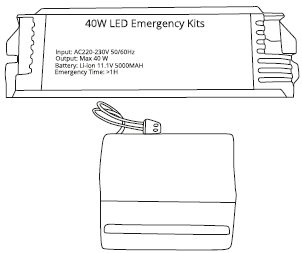 40W LED Emergency Kits
Input: AC220-230V 50/60Hz
Output: Max 40 W
Battery: Li-ion 11.1V 5000MAH
Emergency Time: >1H